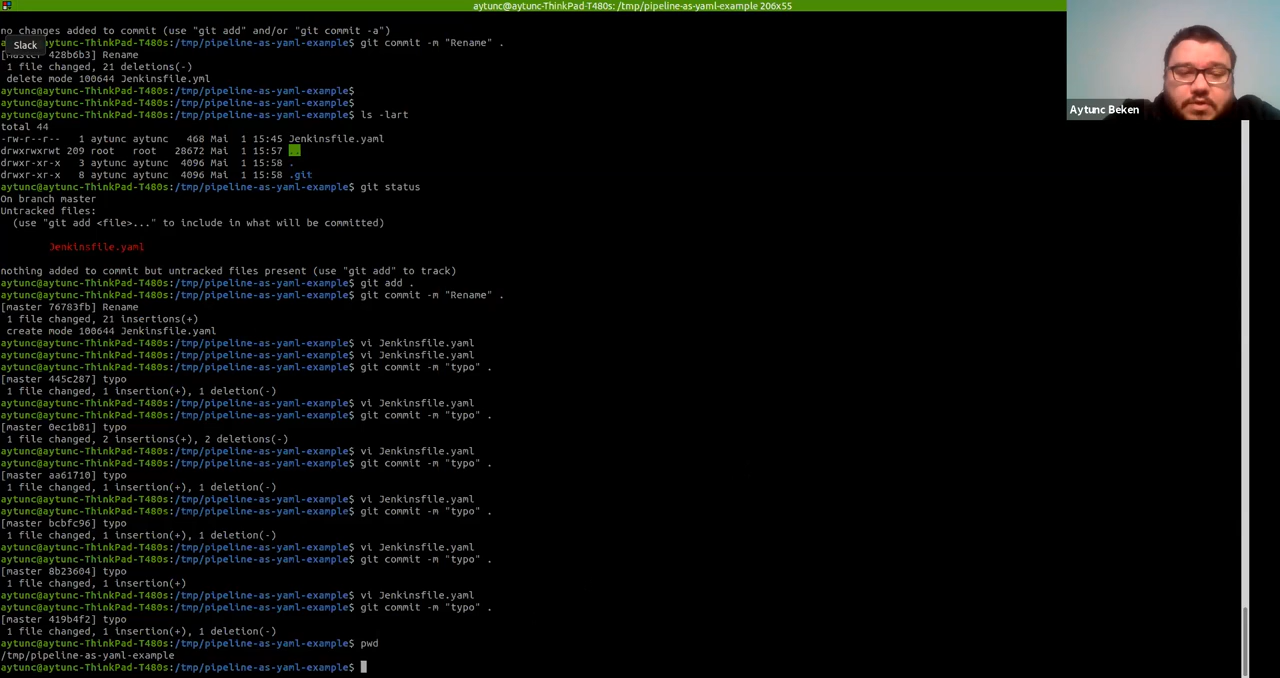 aytunc@aytunc-ThinkPad-T480s: /tmp/pipeline-as-yaml-example 206x55
no changes added to commit (use "git add" and/or "git commit -a")
aytunc@aytunc-ThinkPad-T480s:/tmp/pipeline-as-yaml-example$ git commit -m "Rename" .
Slack
[master 428b6b3] Rename
Aytunc Beken
1 file changed, 21 deletions(-)
delete mode 100644 Jenkinsfile.yml
aytunc@aytunc-ThinkPad-T480s:/tmp/pipeline-as-yaml-example$
aytunc@aytunc-ThinkPad-T480s:/tmp/pipeline-as-yaml-example$
aytunc@aytunc-ThinkPad-T480s:/tmp/pipeline-as-yaml-example$ ls -lart
total 44
-rw-r--r-- 1 aytunc aytunc 468 Mai 1 15:45 Jenkinsfile.yaml
drwxrwxrwt 209 root root 28672 Mai 1 15:57 ..
drwxr-xr-x 3 aytunc aytunc 4096 Mai 1 15:58 .
drwxr-xr-x 8 aytunc aytunc 4096 Mai 1 15:58 .git
aytunc@aytunc-ThinkPad-T480s:/tmp/pipeline-as-yaml-example$ git status
On branch master
Untracked files:
(use "git add <file>..." to include in what will be committed)
Jenkinsfile.yaml
nothing added to commit but untracked files present (use "git add" to track)
aytunc@aytunc-ThinkPad-T480s:/tmp/pipeline-as-yaml-example$ git add .
aytunc@aytunc-ThinkPad-T480s:/tmp/pipeline-as-yaml-example$ git commit -m "Rename" .
[master 76783fb] Rename
1 file changed, 21 insertions(+)
create mode 100644 Jenkinsfile.yaml
aytunc@aytunc-ThinkPad-T480s:/tmp/pipeline-as-yaml-example$ vi Jenkinsfile.yaml
aytunc@aytunc-ThinkPad-T480s:/tmp/pipeline-as-yaml-example$ vi Jenkinsfile.yaml
aytunc@aytunc-ThinkPad-T480s:/tmp/pipeline-as-yaml-example$ git commit -m "typo" .
[master 445c287] typo
1 file changed, 1 insertion(+), 1 deletion(-)
aytunc@aytunc-ThinkPad-T480s:/tmp/pipeline-as-yaml-example$ vi Jenkinsfile.yaml
aytunc@aytunc-ThinkPad-T480s:/tmp/pipeline-as-yaml-example$ git commit -m "typo" .
[master 0ec1b81] typo
1 file changed, 2 insertions(+), 2 deletions(-)
aytunc@aytunc-ThinkPad-T480s:/tmp/pipeline-as-yaml-example$ vi Jenkinsfile.yaml
aytunc@aytunc-ThinkPad-T480s:/tmp/pipeline-as-yaml-example$ git commit -m "typo" .
[master aa61710] typo
1 file changed, 1 insertion(+), 1 deletion(-)
aytunc@aytunc-ThinkPad-T480s:/tmp/pipeline-as-yaml-example$ vi Jenkinsfile.yaml
aytunc@aytunc-ThinkPad-T480s:/tmp/pipeline-as-yaml-example$ git commit -m "typo" .
[master bcbfc96] typo
1 file changed, 1 insertion(+), 1 deletion(-)
aytunc@aytunc-ThinkPad-T480s:/tmp/pipeline-as-yaml-example$ vi Jenkinsfile.yaml
aytunc@aytunc-ThinkPad-T480s:/tmp/pipeline-as-yaml-example$ git commit -m "typo" .
[master 8b23604] typo
1 file changed, 1 insertion(+)
aytunc@aytunc-ThinkPad-T480s:/tmp/pipeline-as-yaml-example$ vi Jenkinsfile.yaml
aytunc@aytunc-ThinkPad-T480s:/tmp/pipeline-as-yaml-example$ git commit -m "typo" .
[master 419b4f2] typo
1 file changed, 1 insertion(+), 1 deletion(-)
aytunc@aytunc-ThinkPad-T480s:/tmp/pipeline-as-yaml-example$ pwd
/tmp/pipeline-as-yaml-example
aytunc@aytunc-ThinkPad-T480s:/tmp/pipeline-as-yaml-example$